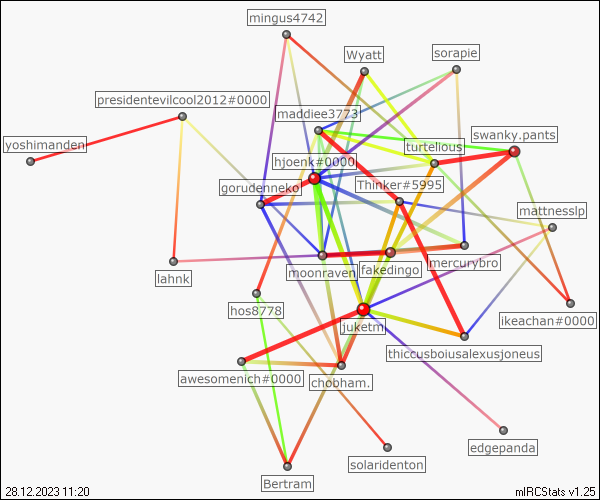 mingus4742
Wyatt
sorapie
presidentevilcool2012#0000
maddiee3773
swanky.pants
yoshimanden
curtellous
hjoenk#0000
gorudenneko
Thinker#5995
mattnesslp
lahnk
moonraven
fakedingo
mercurybro
hos8778
juketm
ikeachan#0000
thiccusboiusalexusjoneus
awesomenich#0000
chobham.
edgepanda
solaridenton
Bertram
28.12.2023 11:20
mIRCStats v1.25